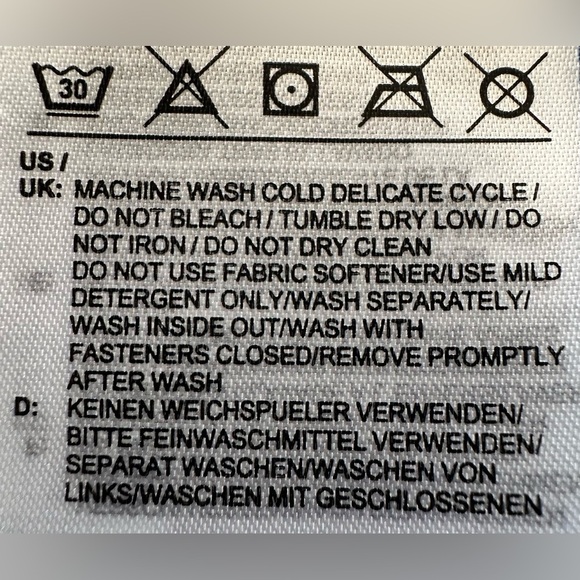 30
US /
UK: MACHINE WASH COLD DELICATE CYCLE /
DO NOT BLEACH / TUMBLE DRY LOW / DO
NOT IRON / DO NOT DRY CLEAN
DO NOT USE FABRIC SOFTENER/USE MILD
DETERGENT ONLY/WASH SEPARATELY/
WASH INSIDE OUT/WASH WITH
FASTENERS CLOSED/REMOVE PROMPTLY
AFTER WASH
D: KEINEN WEICHSPUELER VERWENDEN/
BITTE FEINWASCHMITTEL VERWENDEN/
SEPARAT WASCHEN/WASCHEN VON
LINKS/WASCHEN MIT GESCHLOSSENEN